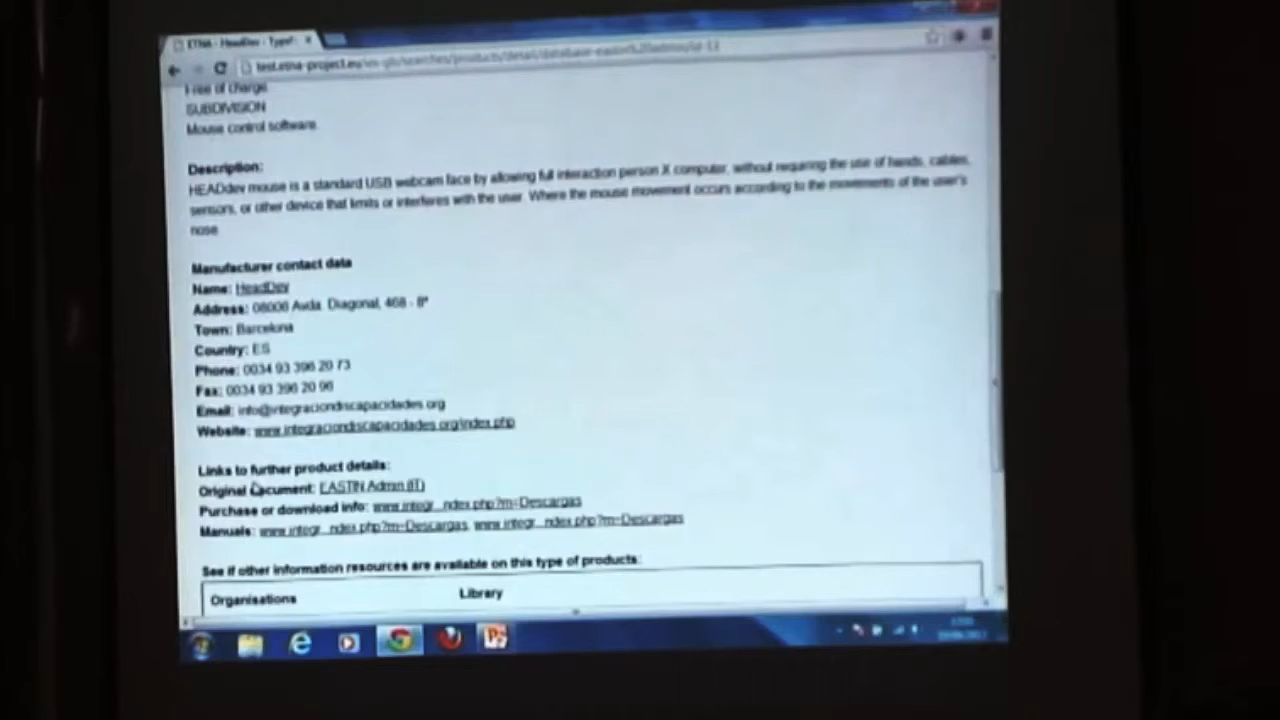 ETNA - HeadDev - Type
Free of charge
SUBDIVISION
Mouse control software
Description:
HEADdev mouse is a standard USB webcam face by allowing full interaction person X computer, without requiring the use of hands, cables,
sensors, or other device that limits or interferes with the user. Where the mouse movement occurs according to the movements of the user's
nose
Manufacturer contact data
Name: HeadDev
Address: 08006 Avda. Diagonal, 468 - 8º
Town: Barcelona
Country: ES
Phone: 0034 93 396 20 73
Fax: 0034 93 396 20 96
Email: info@integraciondiscapacidades.org
Website: www.integraciondiscapacidades.org/index.php
Links to further product details:
Original Document: EASTIN Admin (IT)
Purchase or download info: www.integr...ndex.php?m=Descargas
Manuals: www.integr...ndex.php?m=Descargas, www.integr...ndex.php?m=Descargas
See if other information resources are available on this type of products:
Organisations Library